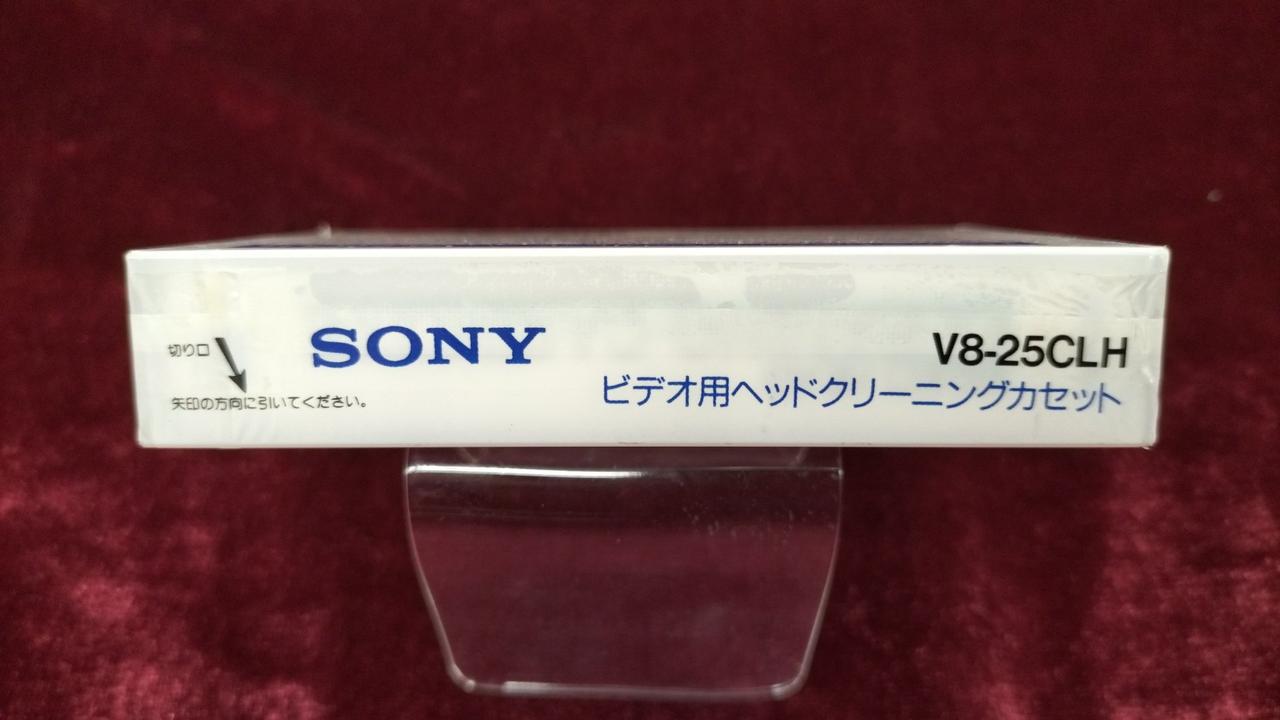 切り口
矢印の方向に引いてください。
SONY
V8-25CLH
ビデオ用ヘッドクリーニングカセット